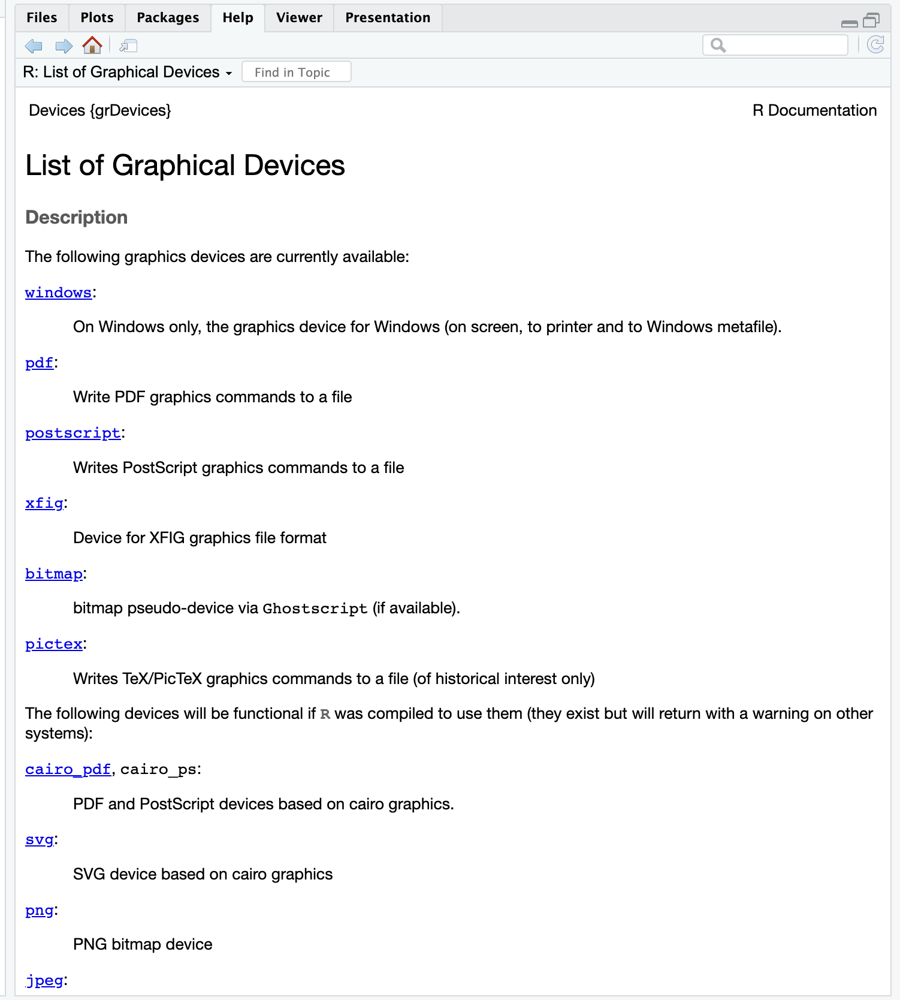 Files Plots Packages Help Viewer Presentation
R: List of Graphical Devices Find in Topic
Devices {grDevices} R Documentation
List of Graphical Devices
Description
The following graphics devices are currently available:
windows:
On Windows only, the graphics device for Windows (on screen, to printer and to Windows metafile).
pdf:
Write PDF graphics commands to a file
postscript:
Writes PostScript graphics commands to a file
xfig:
Device for XFIG graphics file format
bitmap:
bitmap pseudo-device via Ghostscript (if available).
pictex:
Writes TeX/PicTeX graphics commands to a file (of historical interest only)
The following devices will be functional if R was compiled to use them (they exist but will return with a warning on other
systems):
cairo_pdf, cairo_ps:
PDF and PostScript devices based on cairo graphics.
svg:
SVG device based on cairo graphics
png:
PNG bitmap device
jpeg: